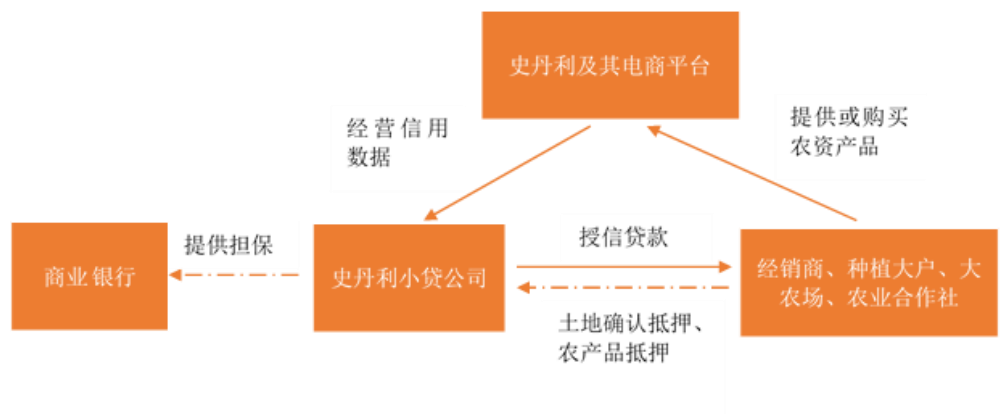 史丹利及其电商平台
经营信用
数据
提供或购买
农资产品
商业银行
提供担保
史丹利小贷公司
授信贷款
土地确认抵押、
农产品抵押
经销商、种植大户、大
农场、农业合作社